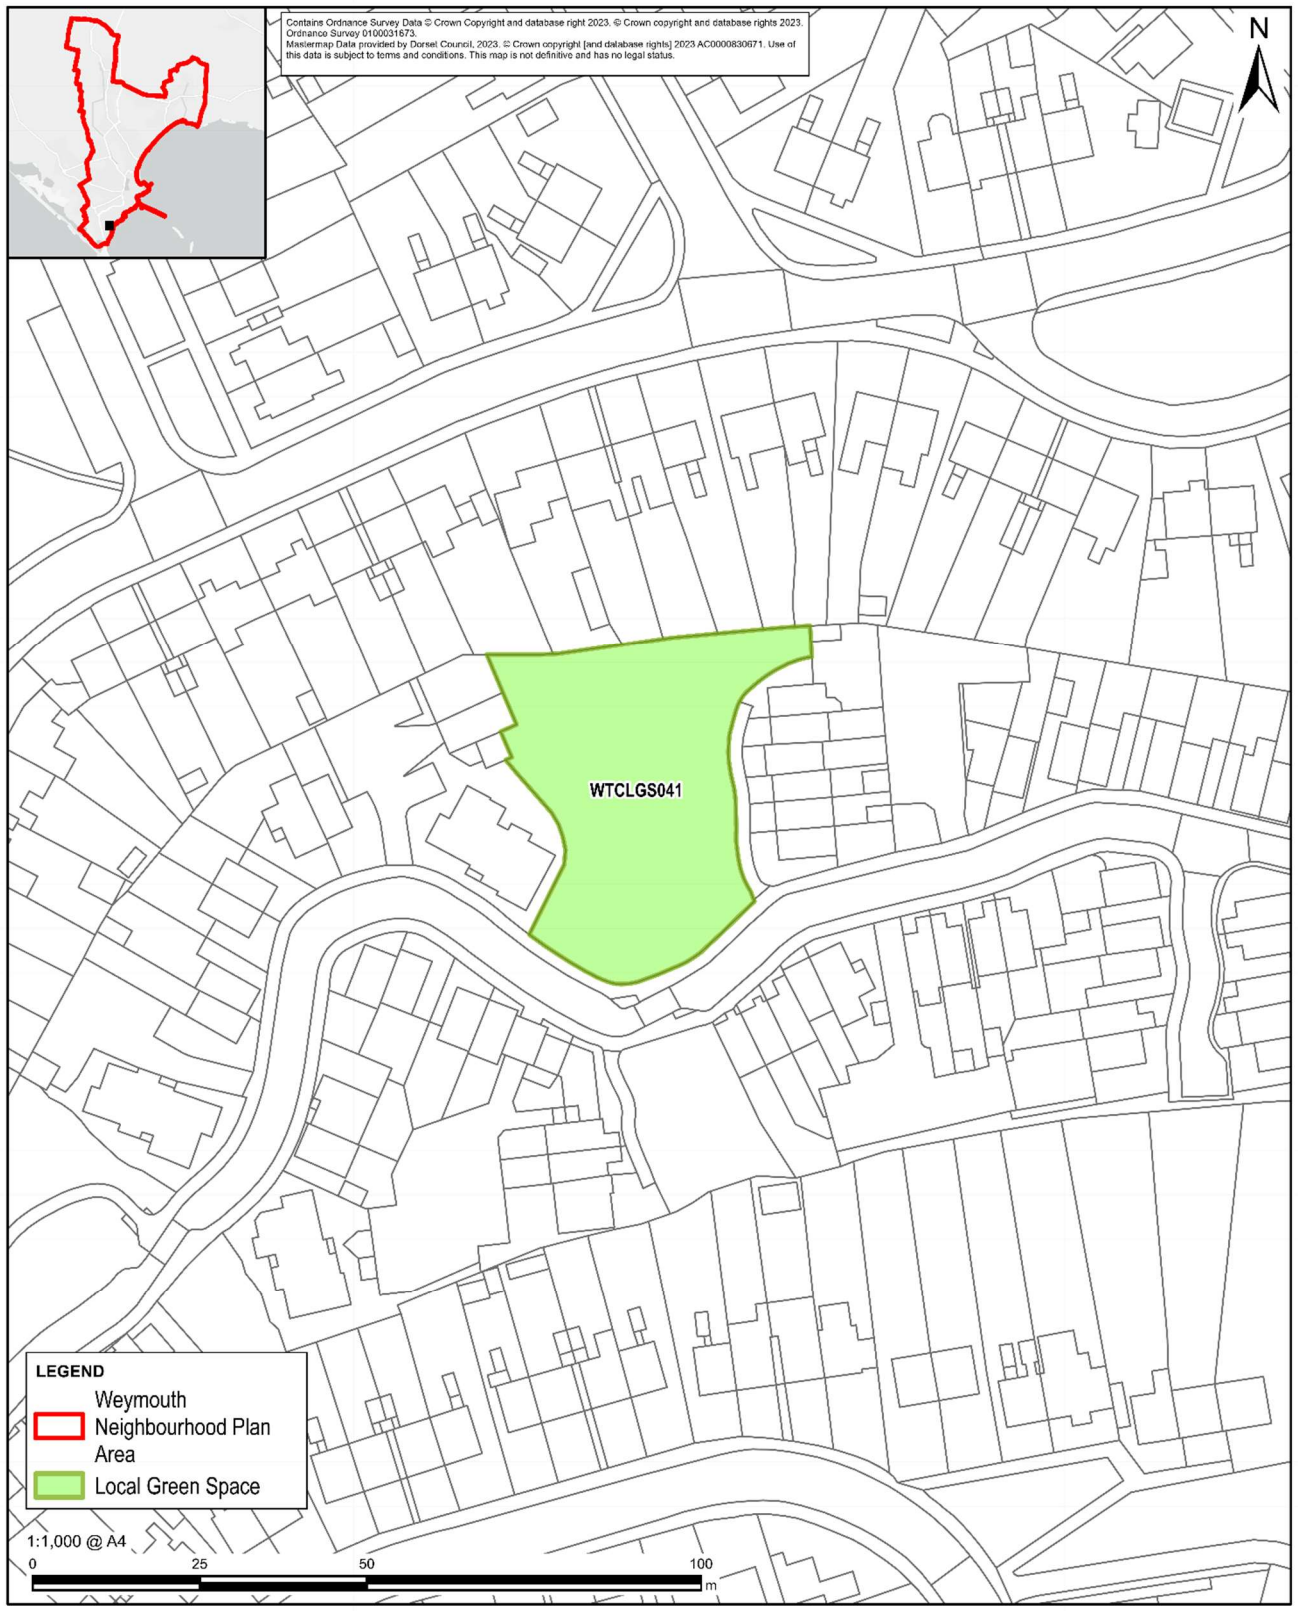 Contains Ordnance Survey Data © Crown Copyright and database right 2023. © Crown copyright and database rights 2023.
Ordnance Survey 0100031673.
Mastermap Data provided by Dorset Council, 2023. © Crown copyright [and database rights] 2023 AC0000830671. Use of
this data is subject to terms and conditions. This map is not definitive and has no legal status.
N
WTCLGS041
LEGEND
Weymouth
Neighbourhood Plan
Area
Local Green Space
1:1,000 @ A4
0 25 50 100
m